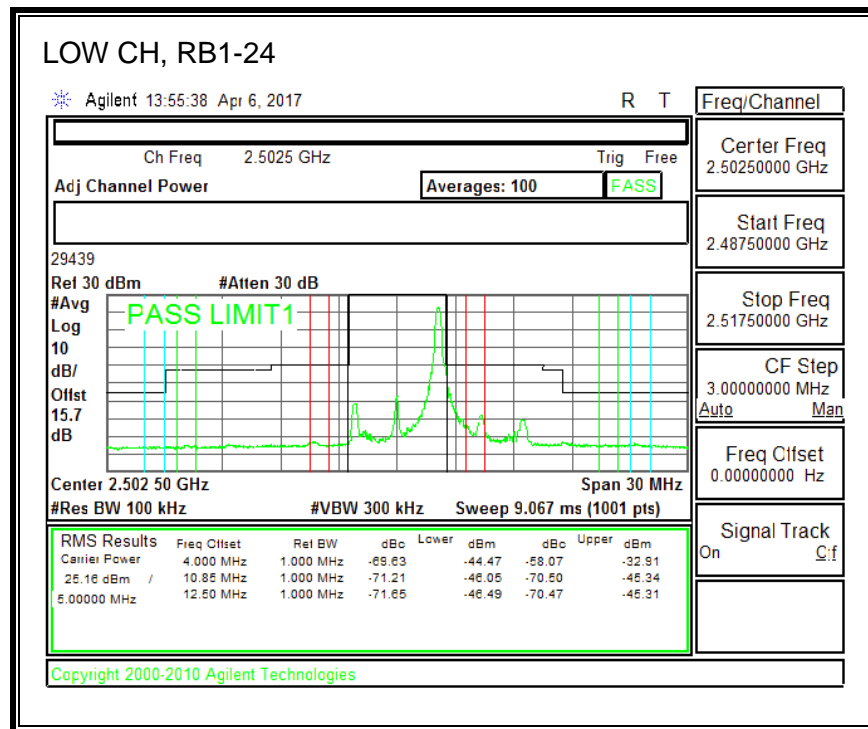 LOW CH, RB1-24
Agilent 13:55:38 Apr 6, 2017 R T
Freq/Channel
Ch Freq 2.5025 GHz Trig Free
Adj Channel Power Averages: 100 PASS
Center Freq
2.50250000 GHz
Start Freq
2.48750000 GHz
29439
Ref 30 dBm #Atten 30 dB
#Avg
Log
10
dB/
Offst
15.7
dB
PASS LIMIT1
Stop Freq
2.51750000 GHz
CF Step
3.00000000 MHz
Auto Man
Freq Offset
0.00000000 Hz
Center 2.502 50 GHz Span 30 MHz
#Res BW 100 kHz #VBW 300 kHz Sweep 9.067 ms (1001 pts)
Signal Track
On Off
RMS Results Freq Offset Ref BW dBc Lower dBm dBc Upper dBm
Carrier Power 4.000 MHz 1.000 MHz -69.63 -44.47 -58.07 -32.91
25.16 dBm / 10.85 MHz 1.000 MHz -71.21 -46.05 -70.50 -45.34
5.00000 MHz 12.50 MHz 1.000 MHz -71.65 -46.49 -70.47 -45.31
Copyright 2000-2010 Agilent Technologies